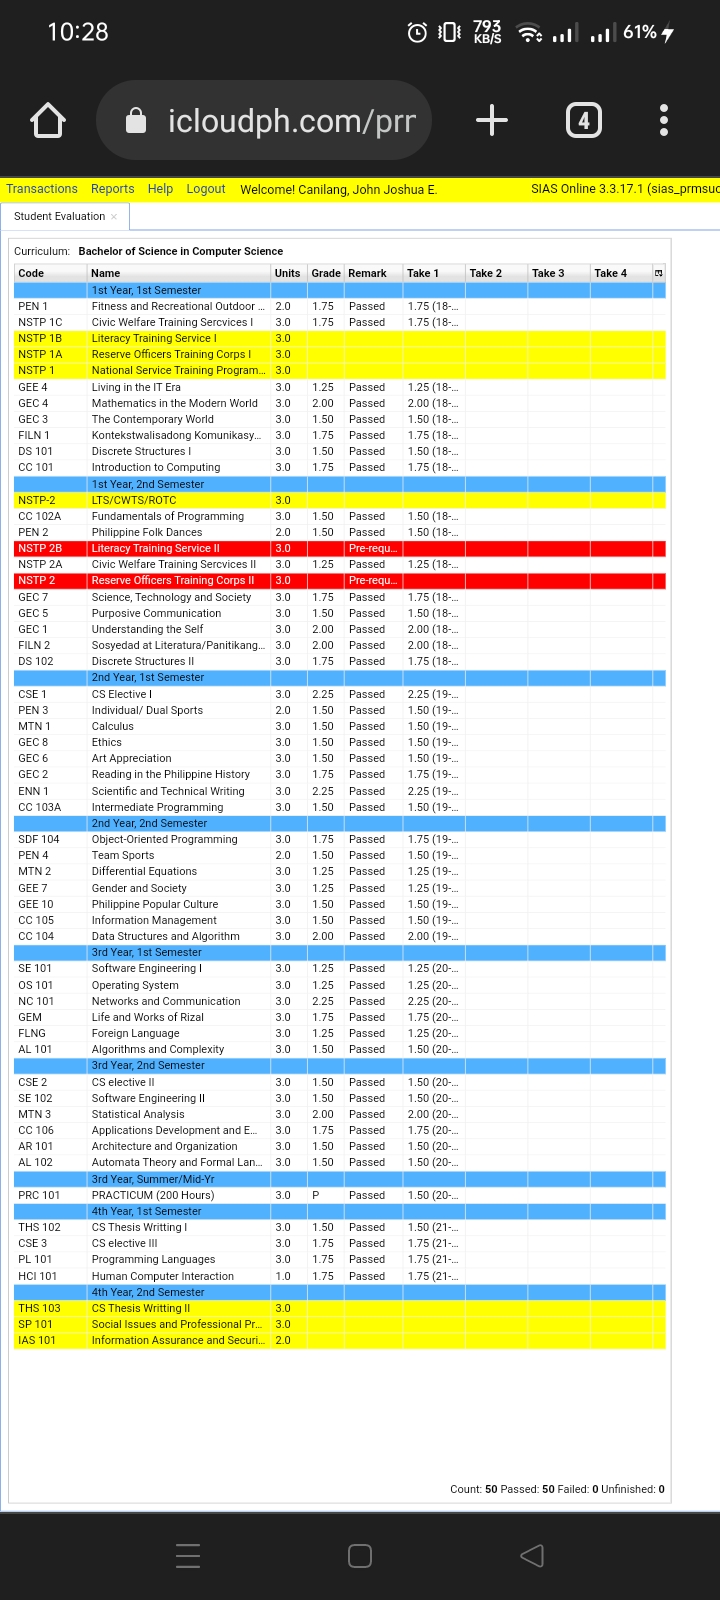 10:28 793 KB/S 61%
icloudph.com/prr 4
Transactions Reports Help Logout Welcome! Canilang, John Joshua E. SIAS Online 3.3.17.1 (sias_prmsuc
Student Evaluation ×
Curriculum: Bachelor of Science in Computer Science
Code Name Units Grade Remark Take 1 Take 2 Take 3 Take 4
1st Year, 1st Semester
PEN 1 Fitness and Recreational Outdoor ... 2.0 1.75 Passed 1.75 (18-...
NSTP 1C Civic Welfare Training Sercvices I 3.0 1.75 Passed 1.75 (18-...
NSTP 1B Literacy Training Service I 3.0
NSTP 1A Reserve Officers Training Corps I 3.0
NSTP 1 National Service Training Program... 3.0
GEE 4 Living in the IT Era 3.0 1.25 Passed 1.25 (18-...
GEC 4 Mathematics in the Modern World 3.0 2.00 Passed 2.00 (18-...
GEC 3 The Contemporary World 3.0 1.50 Passed 1.50 (18-...
FILN 1 Kontekstwalisadong Komunikasy... 3.0 1.75 Passed 1.75 (18-...
DS 101 Discrete Structures I 3.0 1.50 Passed 1.50 (18-...
CC 101 Introduction to Computing 3.0 1.75 Passed 1.75 (18-...
1st Year, 2nd Semester
NSTP-2 LTS/CWTS/ROTC 3.0
CC 102A Fundamentals of Programming 3.0 1.50 Passed 1.50 (18-...
PEN 2 Philippine Folk Dances 2.0 1.50 Passed 1.50 (18-...
NSTP 2B Literacy Training Service II 3.0 Pre-requ...
NSTP 2A Civic Welfare Training Sercvices II 3.0 1.25 Passed 1.25 (18-...
NSTP 2 Reserve Officers Training Corps II 3.0 Pre-requ...
GEC 7 Science, Technology and Society 3.0 1.75 Passed 1.75 (18-...
GEC 5 Purposive Communication 3.0 1.50 Passed 1.50 (18-...
GEC 1 Understanding the Self 3.0 2.00 Passed 2.00 (18-...
FILN 2 Sosyedad at Literatura/Panitikang... 3.0 2.00 Passed 2.00 (18-...
DS 102 Discrete Structures II 3.0 1.75 Passed 1.75 (18-...
2nd Year, 1st Semester
CSE 1 CS Elective I 3.0 2.25 Passed 2.25 (19-...
PEN 3 Individual/ Dual Sports 2.0 1.50 Passed 1.50 (19-...
MTN 1 Calculus 3.0 1.50 Passed 1.50 (19-...
GEC 8 Ethics 3.0 1.50 Passed 1.50 (19-...
GEC 6 Art Appreciation 3.0 1.50 Passed 1.50 (19-...
GEC 2 Reading in the Philippine History 3.0 1.75 Passed 1.75 (19-...
ENN 1 Scientific and Technical Writing 3.0 2.25 Passed 2.25 (19-...
CC 103A Intermediate Programming 3.0 1.50 Passed 1.50 (19-...
2nd Year, 2nd Semester
SDF 104 Object-Oriented Programming 3.0 1.75 Passed 1.75 (19-...
PEN 4 Team Sports 2.0 1.50 Passed 1.50 (19-...
MTN 2 Differential Equations 3.0 1.25 Passed 1.25 (19-...
GEE 7 Gender and Society 3.0 1.25 Passed 1.25 (19-...
GEE 10 Philippine Popular Culture 3.0 1.50 Passed 1.50 (19-...
CC 105 Information Management 3.0 1.50 Passed 1.50 (19-...
CC 104 Data Structures and Algorithm 3.0 2.00 Passed 2.00 (19-...
3rd Year, 1st Semester
SE 101 Software Engineering I 3.0 1.25 Passed 1.25 (20-...
OS 101 Operating System 3.0 1.25 Passed 1.25 (20-...
NC 101 Networks and Communication 3.0 2.25 Passed 2.25 (20-...
GEM Life and Works of Rizal 3.0 1.75 Passed 1.75 (20-...
FLNG Foreign Language 3.0 1.25 Passed 1.25 (20-...
AL 101 Algorithms and Complexity 3.0 1.50 Passed 1.50 (20-...
3rd Year, 2nd Semester
CSE 2 CS elective II 3.0 1.50 Passed 1.50 (20-...
SE 102 Software Engineering II 3.0 1.50 Passed 1.50 (20-...
MTN 3 Statistical Analysis 3.0 2.00 Passed 2.00 (20-...
CC 106 Applications Development and E... 3.0 1.75 Passed 1.75 (20-...
AR 101 Architecture and Organization 3.0 1.50 Passed 1.50 (20-...
AL 102 Automata Theory and Formal Lan... 3.0 1.50 Passed 1.50 (20-...
3rd Year, Summer/Mid-Yr
PRC 101 PRACTICUM (200 Hours) 3.0 P Passed 1.50 (20-...
4th Year, 1st Semester
THS 102 CS Thesis Writting I 3.0 1.50 Passed 1.50 (21-...
CSE 3 CS elective III 3.0 1.75 Passed 1.75 (21-...
PL 101 Programming Languages 3.0 1.75 Passed 1.75 (21-...
HCI 101 Human Computer Interaction 1.0 1.75 Passed 1.75 (21-...
4th Year, 2nd Semester
THS 103 CS Thesis Writting II 3.0
SP 101 Social Issues and Professional Pr... 3.0
IAS 101 Information Assurance and Securi... 2.0
Count: 50 Passed: 50 Failed: 0 Unfinished: 0